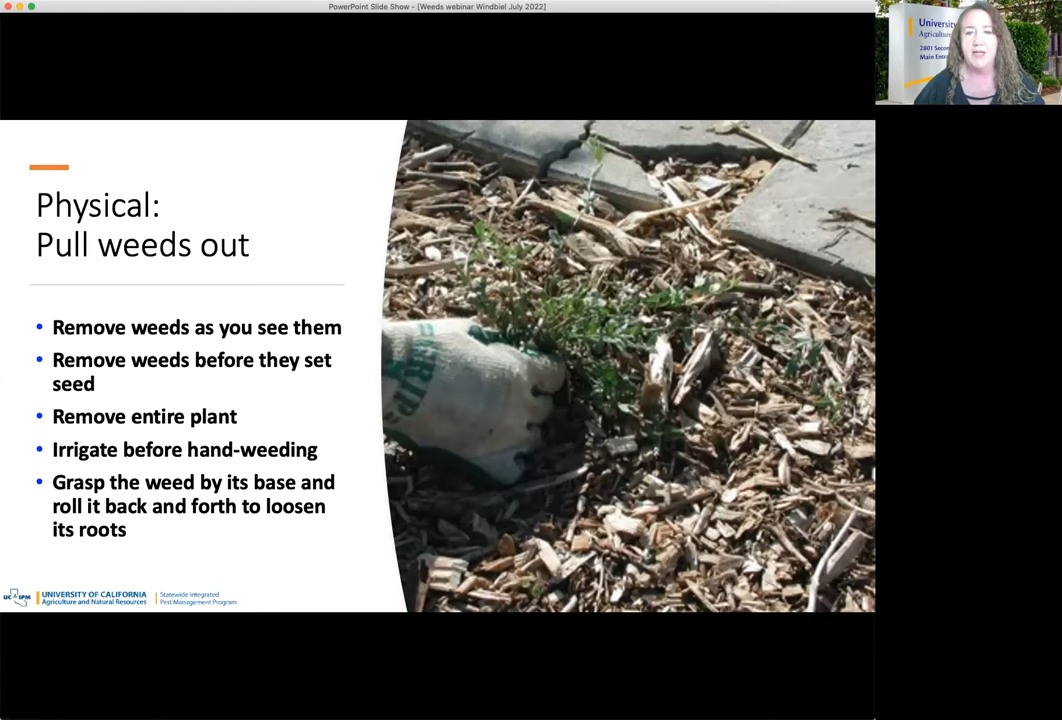 PowerPoint Slide Show - [Weeds webinar Windbiel July 2022]
University
Agriculture
2801 Second
Main Entr
Physical:
Pull weeds out
• Remove weeds as you see them
• Remove weeds before they set
seed
• Remove entire plant
• Irrigate before hand-weeding
• Grasp the weed by its base and
roll it back and forth to loosen
its roots
UC IPM
UNIVERSITY OF CALIFORNIA
Agriculture and Natural Resources
Statewide Integrated
Pest Management Program